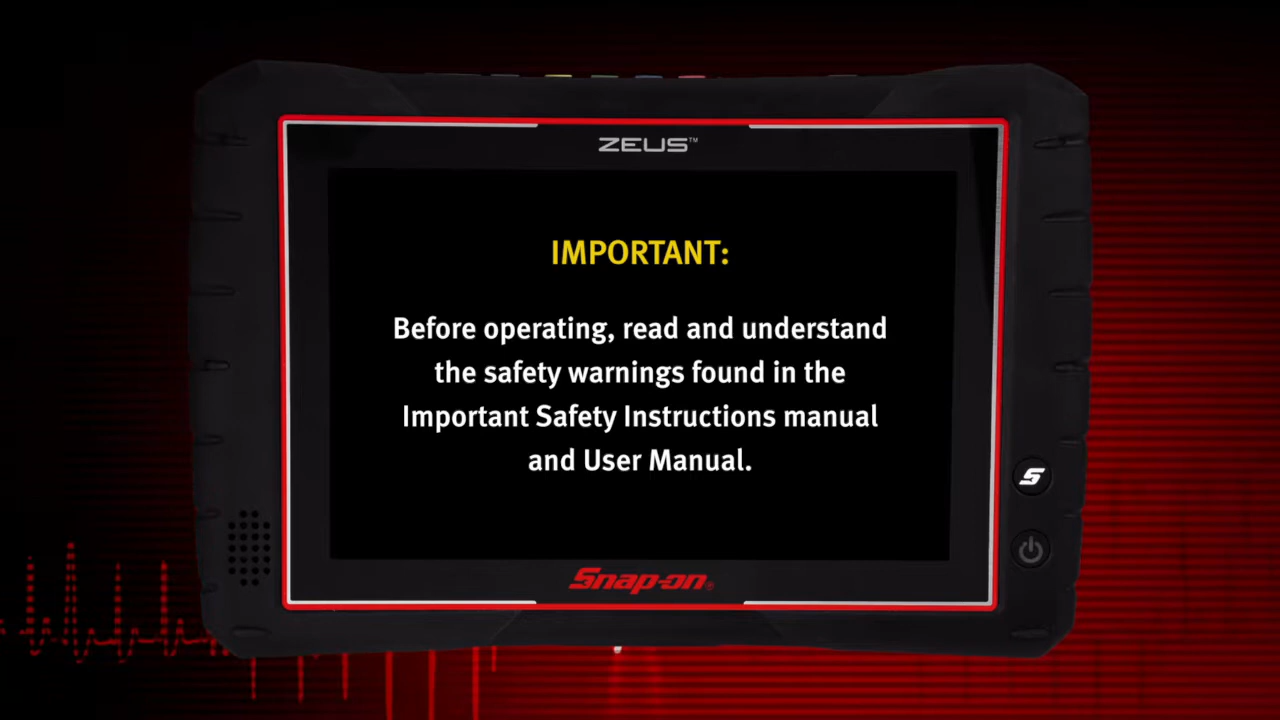 ZEUS™
IMPORTANT:
Before operating, read and understand
the safety warnings found in the
Important Safety Instructions manual
and User Manual.
Snap-on®